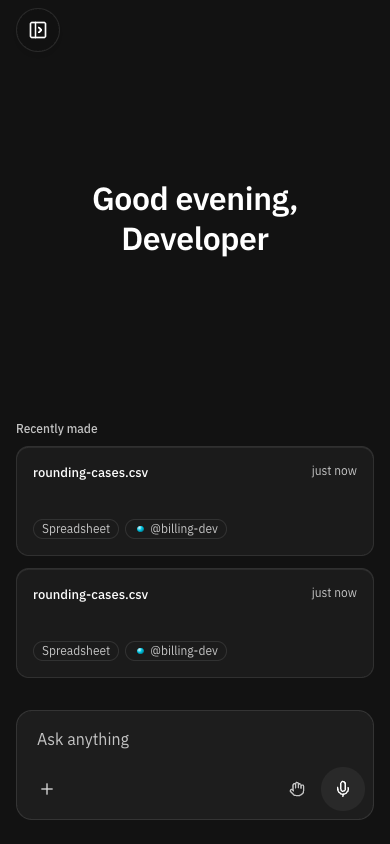 Good evening,
Developer
Recently made
rounding-cases.csv
just now
Spreadsheet
@billing-dev
rounding-cases.csv
just now
Spreadsheet
@billing-dev
Ask anything